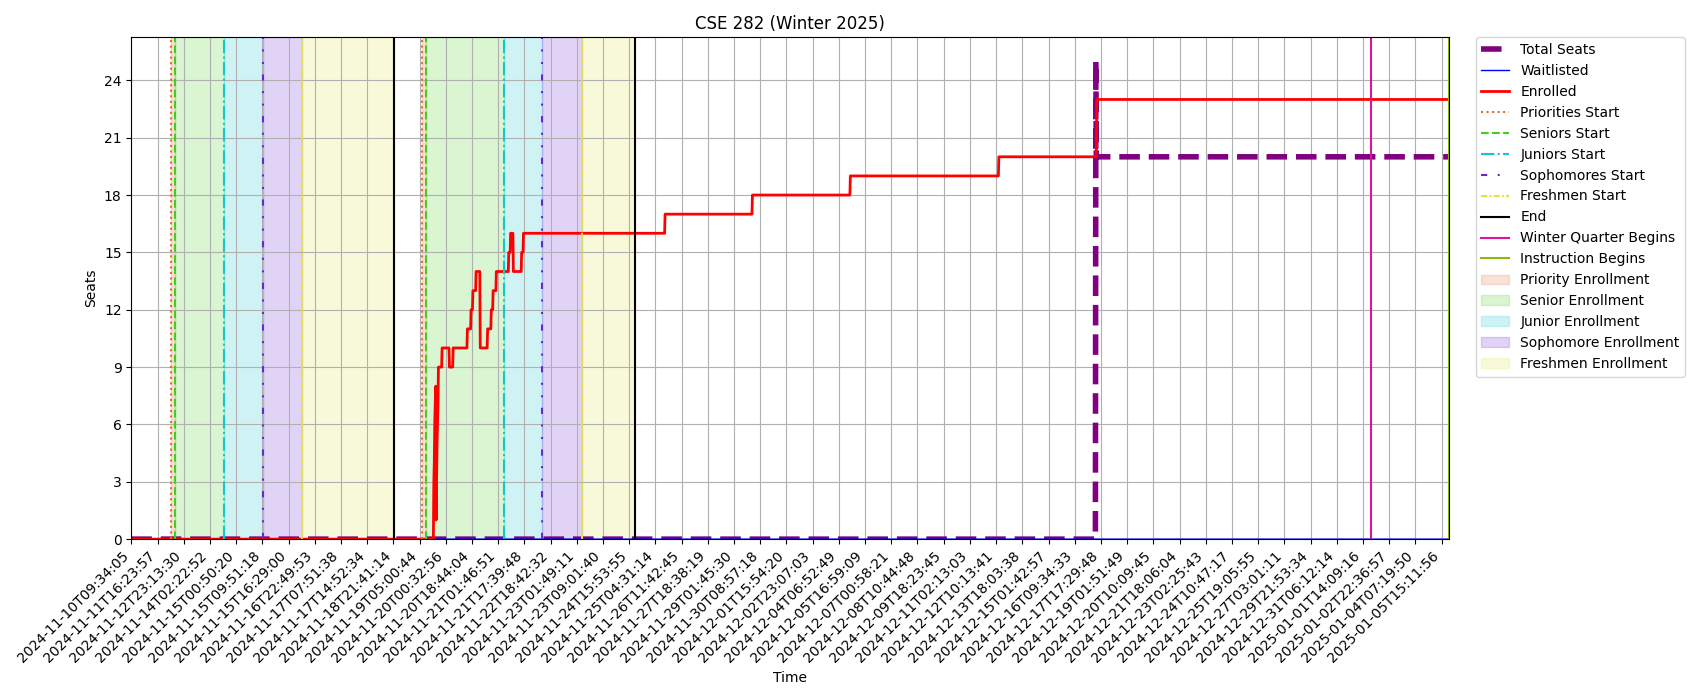 CSE 282 (Winter 2025)
Seats
24
21
18
15
12
9
6
3
0
2024-11-10T09:34:05
2024-11-11T16:23:57
2024-11-12T23:13:30
2024-11-14T02:22:52
2024-11-15T00:50:20
2024-11-15T09:51:18
2024-11-15T16:29:00
2024-11-16T22:49:53
2024-11-17T07:51:38
2024-11-17T14:52:34
2024-11-18T21:41:14
2024-11-19T05:00:44
2024-11-20T00:32:56
2024-11-20T18:44:04
2024-11-21T01:46:51
2024-11-21T17:39:48
2024-11-22T18:42:32
2024-11-23T01:49:11
2024-11-23T09:01:40
2024-11-24T15:53:55
2024-11-25T04:31:14
2024-11-26T11:42:45
2024-11-27T18:38:19
2024-11-29T01:45:30
2024-11-30T08:57:18
2024-12-01T15:54:20
2024-12-02T23:07:03
2024-12-04T06:52:49
2024-12-05T16:59:09
2024-12-07T00:58:21
2024-12-08T10:44:48
2024-12-09T18:23:45
2024-12-11T02:13:03
2024-12-12T10:13:41
2024-12-13T18:03:38
2024-12-15T01:42:57
2024-12-16T09:34:33
2024-12-17T17:29:48
2024-12-19T01:51:49
2024-12-20T10:09:45
2024-12-21T18:06:04
2024-12-23T02:25:43
2024-12-24T10:47:17
2024-12-25T19:05:55
2024-12-27T03:01:11
2024-12-29T21:53:34
2024-12-31T06:12:14
2025-01-01T14:09:16
2025-01-02T22:36:57
2025-01-04T07:19:50
2025-01-05T15:11:56
Time
Total Seats
Waitlisted
Enrolled
Priorities Start
Seniors Start
Juniors Start
Sophomores Start
Freshmen Start
End
Winter Quarter Begins
Instruction Begins
Priority Enrollment
Senior Enrollment
Junior Enrollment
Sophomore Enrollment
Freshmen Enrollment